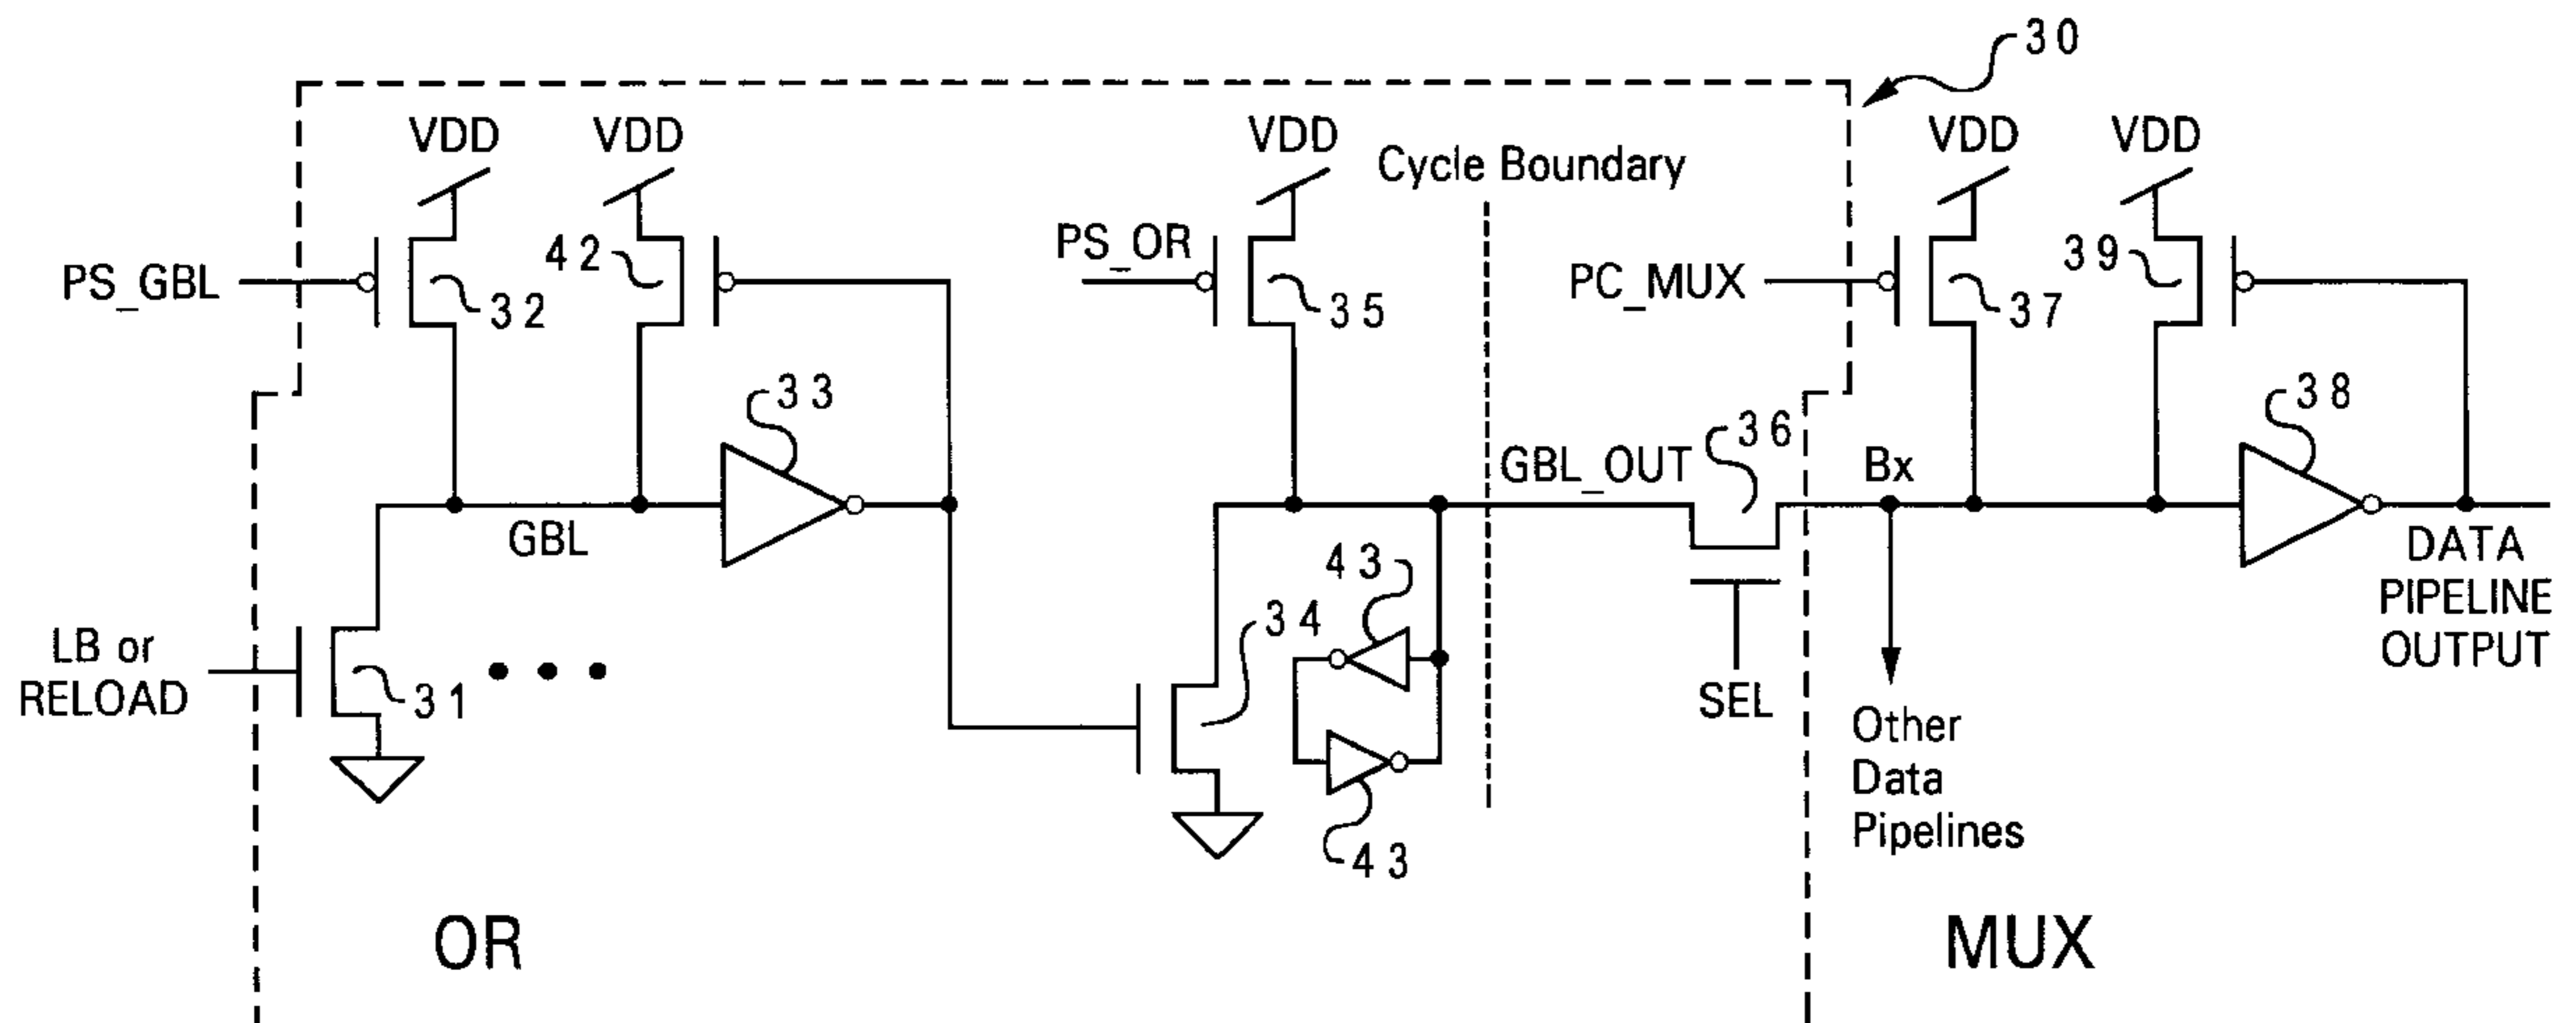 30
VDD
VDD
VDD
Cycle Boundary
VDD
VDD
PS_GBL
32
42
PS_OR
35
PC_MUX
37
39
33
GBL
GBL_OUT
36
Bx
38
DATA
PIPELINE
OUTPUT
LB or
RELOAD
31
34
43
43
SEL
Other
Data
Pipelines
OR
MUX